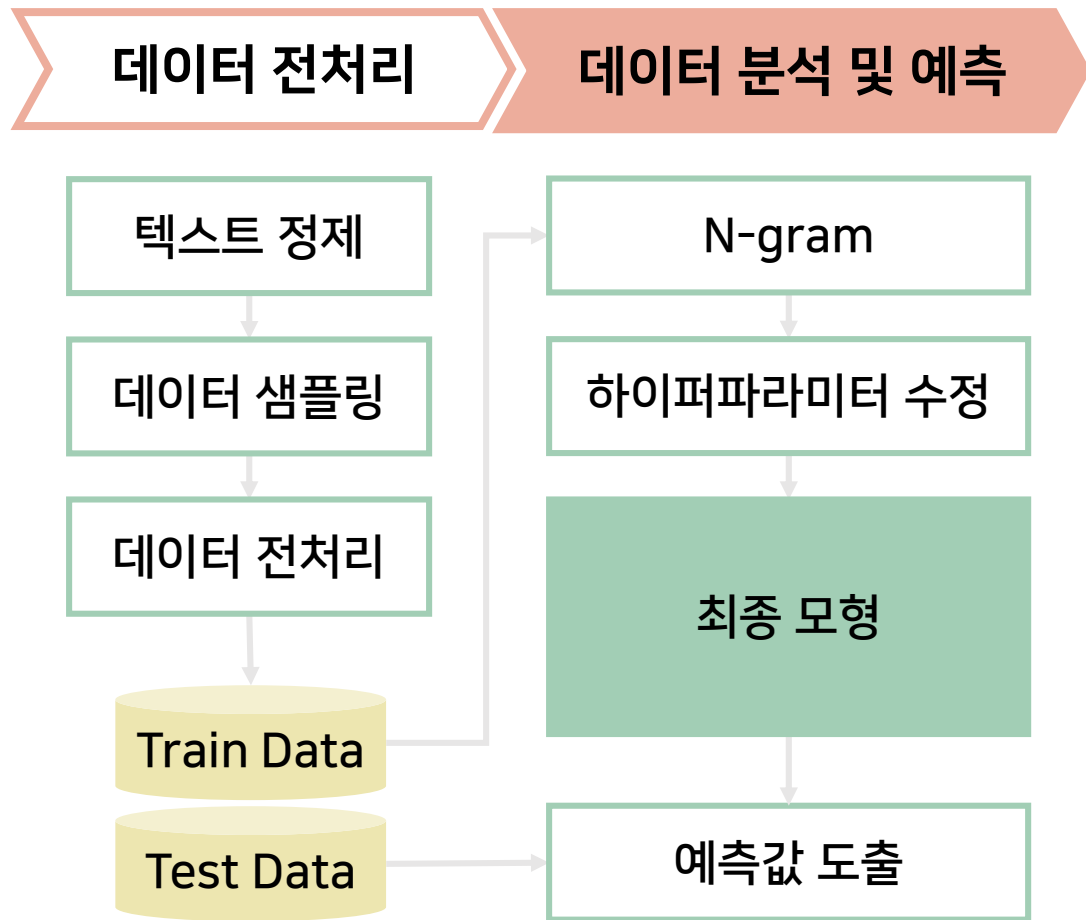 데이터 전처리
데이터 분석 및 예측
텍스트 정제
데이터 샘플링
데이터 전처리
Train Data
Test Data
N-gram
하이퍼파라미터 수정
최종 모형
예측값 도출